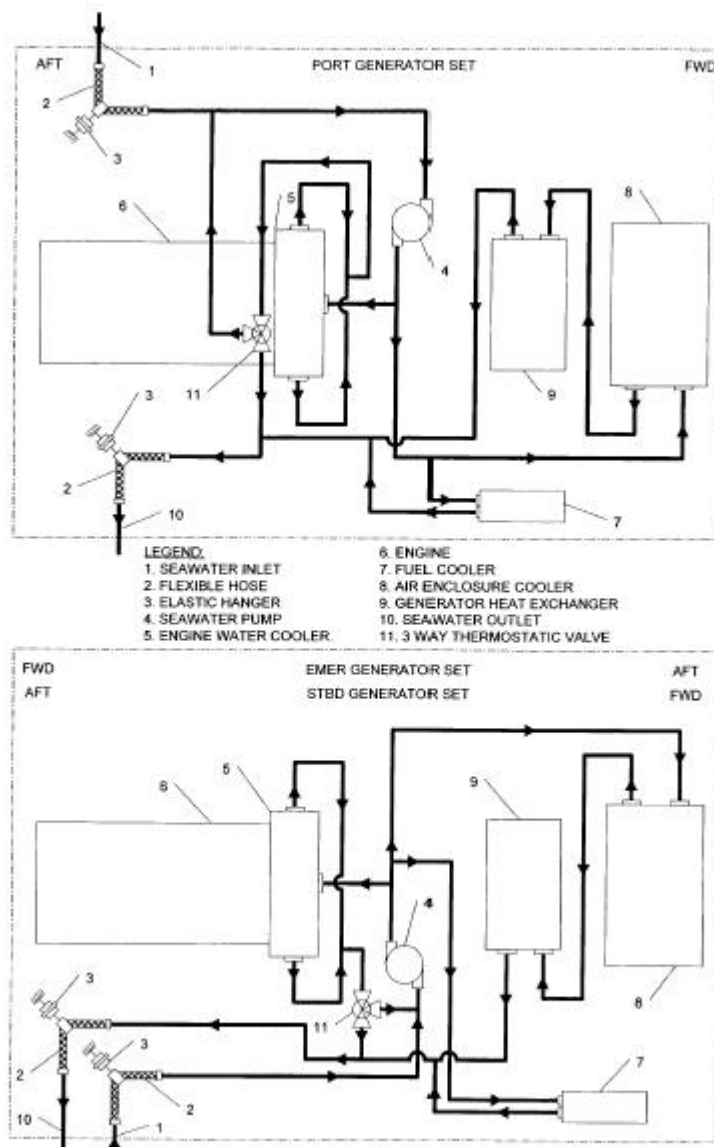 1
AFT PORT GENERATOR SET FWD
2
3
6 5 8
4
11 9
3
2
7
10
LEGEND:
1. SEAWATER INLET 6. ENGINE
2. FLEXIBLE HOSE 7. FUEL COOLER
3. ELASTIC HANGER 8. AIR ENCLOSURE COOLER
4. SEAWATER PUMP 9. GENERATOR HEAT EXCHANGER
5. ENGINE WATER COOLER 10. SEAWATER OUTLET
11. 3 WAY THERMOSTATIC VALVE
FWD EMER GENERATOR SET AFT
AFT STBD GENERATOR SET FWD
5 9
6
4
3
11 8
3
2 7
2
10 1